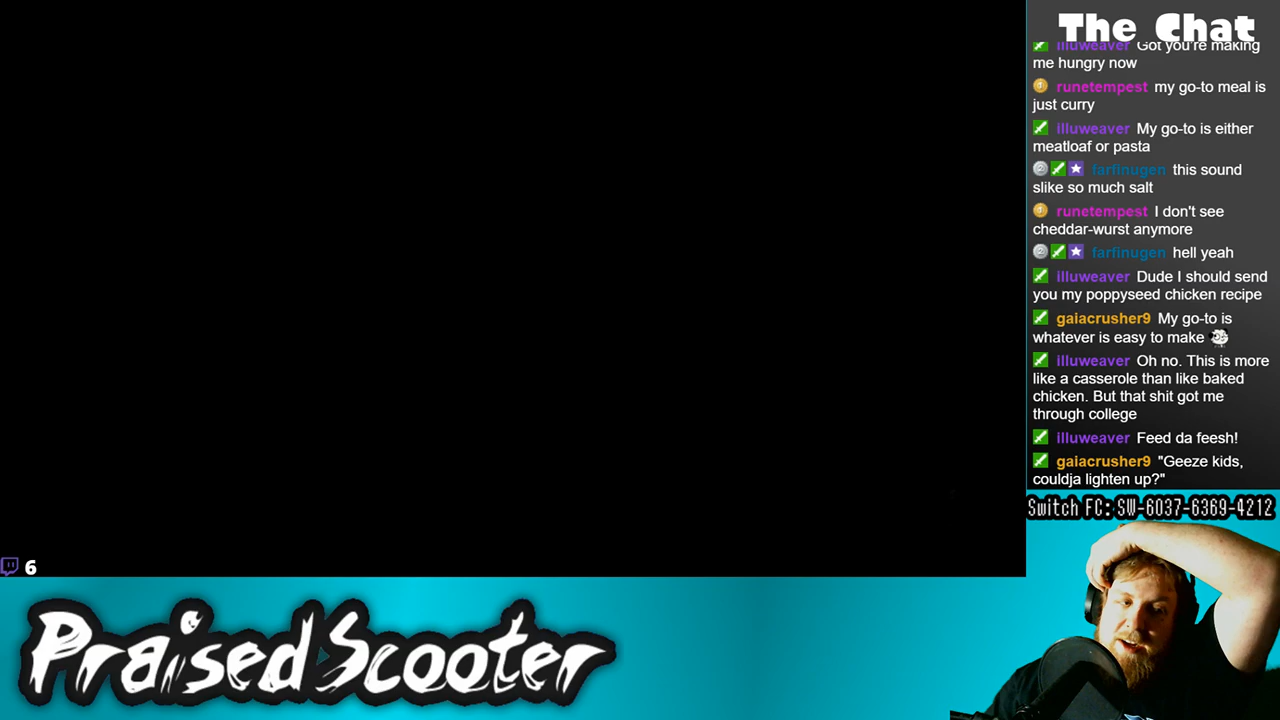 The Chat
illuweaver Got you're making
me hungry now
runetempest my go-to meal is
just curry
illuweaver My go-to is either
meatloaf or pasta
farfinugen this sound
slike so much salt
runetempest I don't see
cheddar-wurst anymore
farfinugen hell yeah
illuweaver Dude I should send
you my poppyseed chicken recipe
gaiacrusher9 My go-to is
whatever is easy to make
illuweaver Oh no. This is more
like a casserole than like baked
chicken. But that shit got me
through college
illuweaver Feed da feesh!
gaiacrusher9 "Geeze kids,
couldja lighten up?"
Switch FC: SW-6037-6369-4212
6
PraisedScooter